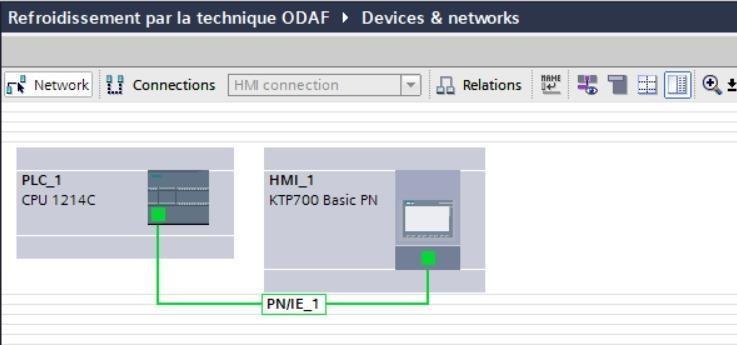 Refroidissement par la technique ODAF Devices & networks
Network Connections HMI connection Relations NAME
PLC_1
CPU 1214C
HMI_1
KTP700 Basic PN
PN/IE_1